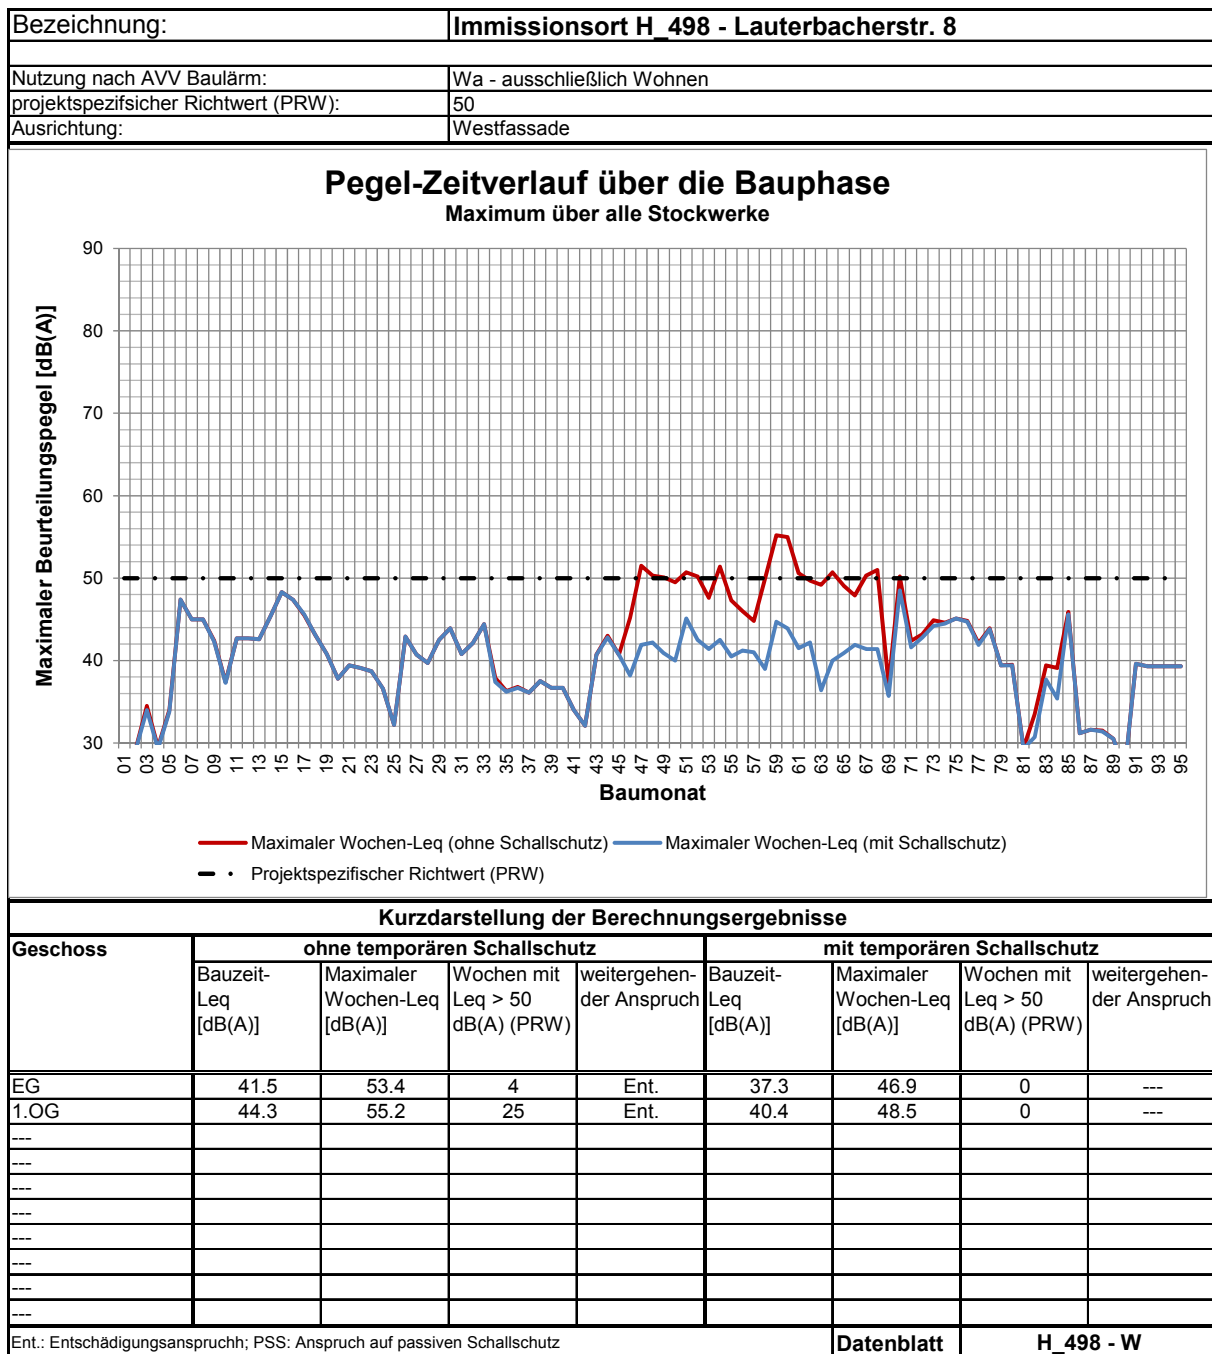 Bezeichnung: Immissionsort H_498 - Lauterbacherstr. 8
Nutzung nach AVV Baulärm: Wa - ausschließlich Wohnen
projektspezifsicher Richtwert (PRW): 50
Ausrichtung: Westfassade
Pegel-Zeitverlauf über die Bauphase
Maximum über alle Stockwerke
Maximaler Beurteilungspegel [dB(A)]
90
80
70
60
50
40
30
01 03 05 07 09 11 13 15 17 19 21 23 25 27 29 31 33 35 37 39 41 43 45 47 49 51 53 55 57 59 61 63 65 67 69 71 73 75 77 79 81 83 85 87 89 91 93 95
Baumonat
Maximaler Wochen-Leq (ohne Schallschutz) Maximaler Wochen-Leq (mit Schallschutz)
Projektspezifischer Richtwert (PRW)
Kurzdarstellung der Berechnungsergebnisse
Geschoss ohne temporären Schallschutz mit temporären Schallschutz
Bauzeit- Maximaler Wochen mit weitergehen- Bauzeit- Maximaler Wochen mit weitergehen-
Leq Wochen-Leq Leq > 50 der Anspruch Leq Wochen-Leq Leq > 50 der Anspruch
[dB(A)] [dB(A)] dB(A) (PRW) [dB(A)] [dB(A)] dB(A) (PRW)
EG 41.5 53.4 4 Ent. 37.3 46.9 0 ---
1.OG 44.3 55.2 25 Ent. 40.4 48.5 0 ---
---
---
---
---
---
---
---
---
Ent.: Entschädigungsanspruchh; PSS: Anspruch auf passiven Schallschutz Datenblatt H_498 - W